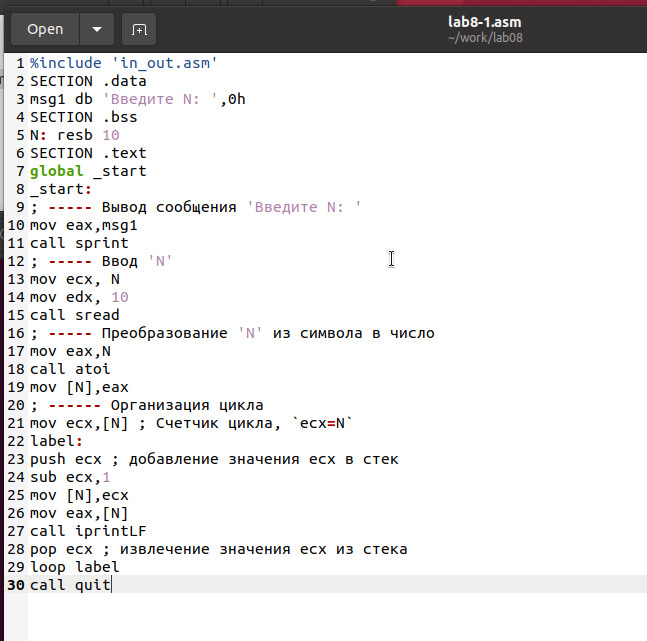 Open
lab8-1.asm
~/work/lab08
1 %include 'in_out.asm'
2 SECTION .data
3 msg1 db 'Введите N: ',0h
4 SECTION .bss
5 N: resb 10
6 SECTION .text
7 global _start
8 _start:
9 ; ----- Вывод сообщения 'Введите N: '
10 mov eax,msg1
11 call sprint
12 ; ----- Ввод 'N'
13 mov ecx, N
14 mov edx, 10
15 call sread
16 ; ----- Преобразование 'N' из символа в число
17 mov eax,N
18 call atoi
19 mov [N],eax
20 ; ------ Организация цикла
21 mov ecx,[N] ; Счетчик цикла, `ecx=N`
22 label:
23 push ecx ; добавление значения ecx в стек
24 sub ecx,1
25 mov [N],ecx
26 mov eax,[N]
27 call iprintLF
28 pop ecx ; извлечение значения ecx из стека
29 loop label
30 call quit